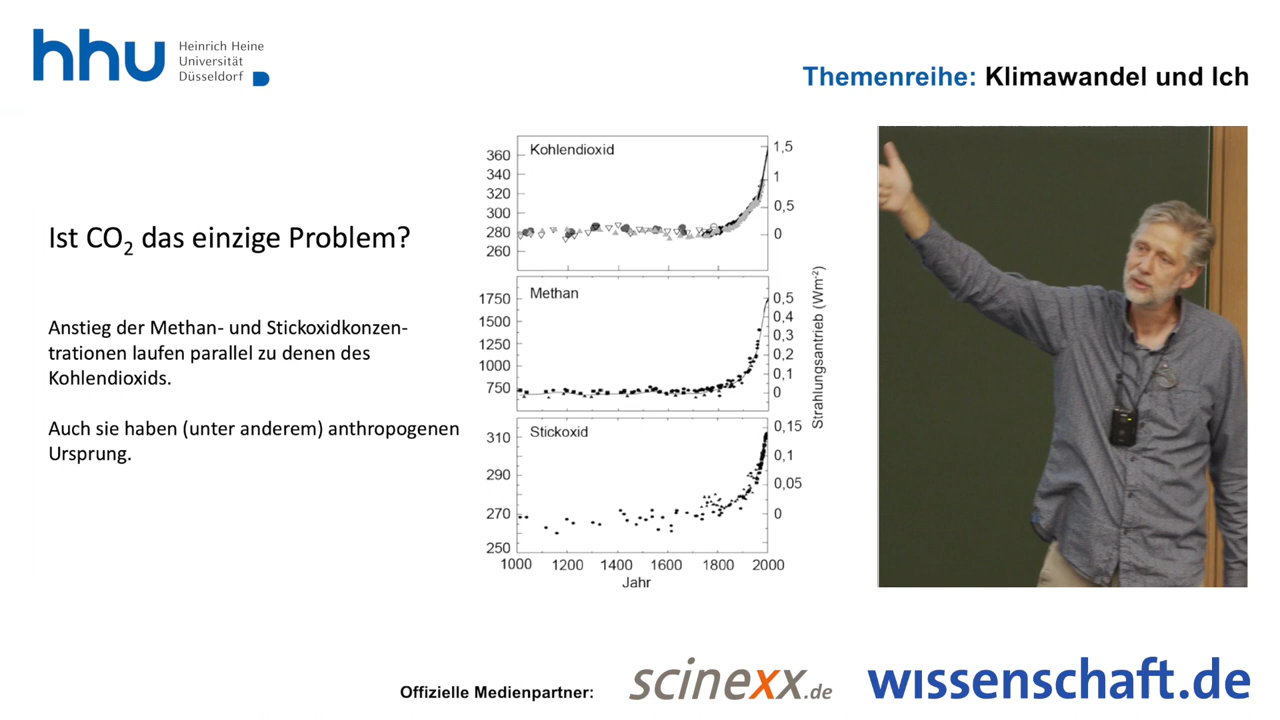 hhu Heinrich Heine
Universität
Düsseldorf
Themenreihe: Klimawandel und Ich
Ist CO₂ das einzige Problem?
Anstieg der Methan- und Stickoxidkonzen-
trationen laufen parallel zu denen des
Kohlendioxids.
Auch sie haben (unter anderem) anthropogenen
Ursprung.
Kohlendioxid
360
340
320
300
280
260
1,5
1
0,5
0
Methan
1750
1500
1250
1000
750
0,5
0,4
0,3
0,2
0,1
0
Stickoxid
310
290
270
250
0,15
0,1
0,05
0
Strahlungsantrieb (Wm⁻²)
1000 1200 1400 1600 1800 2000
Jahr
Offizielle Medienpartner: scinexx.de wissenschaft.de